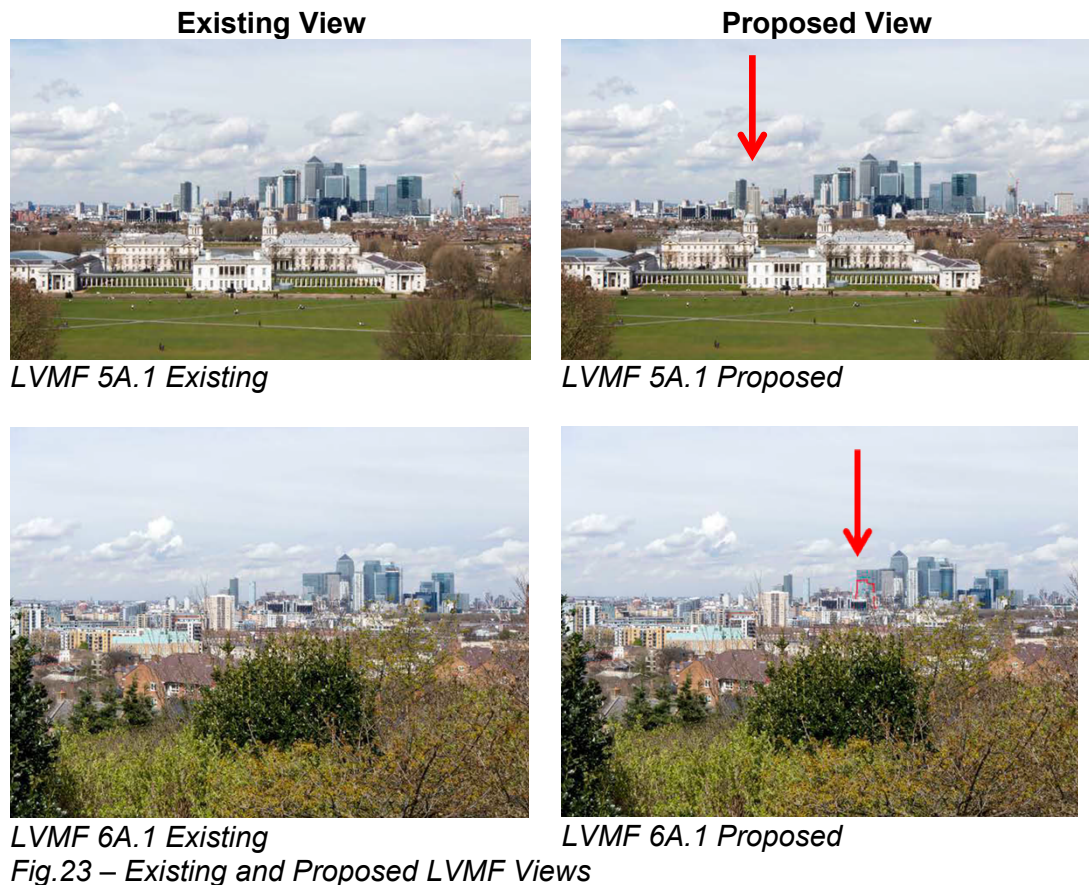 Existing View
Proposed View
LVMF 5A.1 Existing
LVMF 5A.1 Proposed
LVMF 6A.1 Existing
LVMF 6A.1 Proposed
Fig.23 – Existing and Proposed LVMF Views